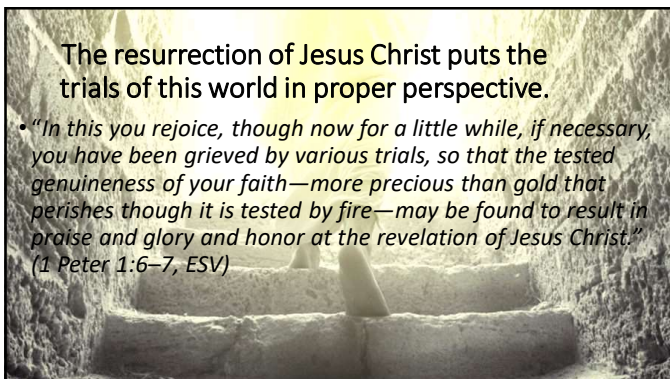 The resurrection of Jesus Christ puts the
trials of this world in proper perspective.
• “In this you rejoice, though now for a little while, if necessary,
you have been grieved by various trials, so that the tested
genuineness of your faith—more precious than gold that
perishes though it is tested by fire—may be found to result in
praise and glory and honor at the revelation of Jesus Christ.”
(1 Peter 1:6–7, ESV)